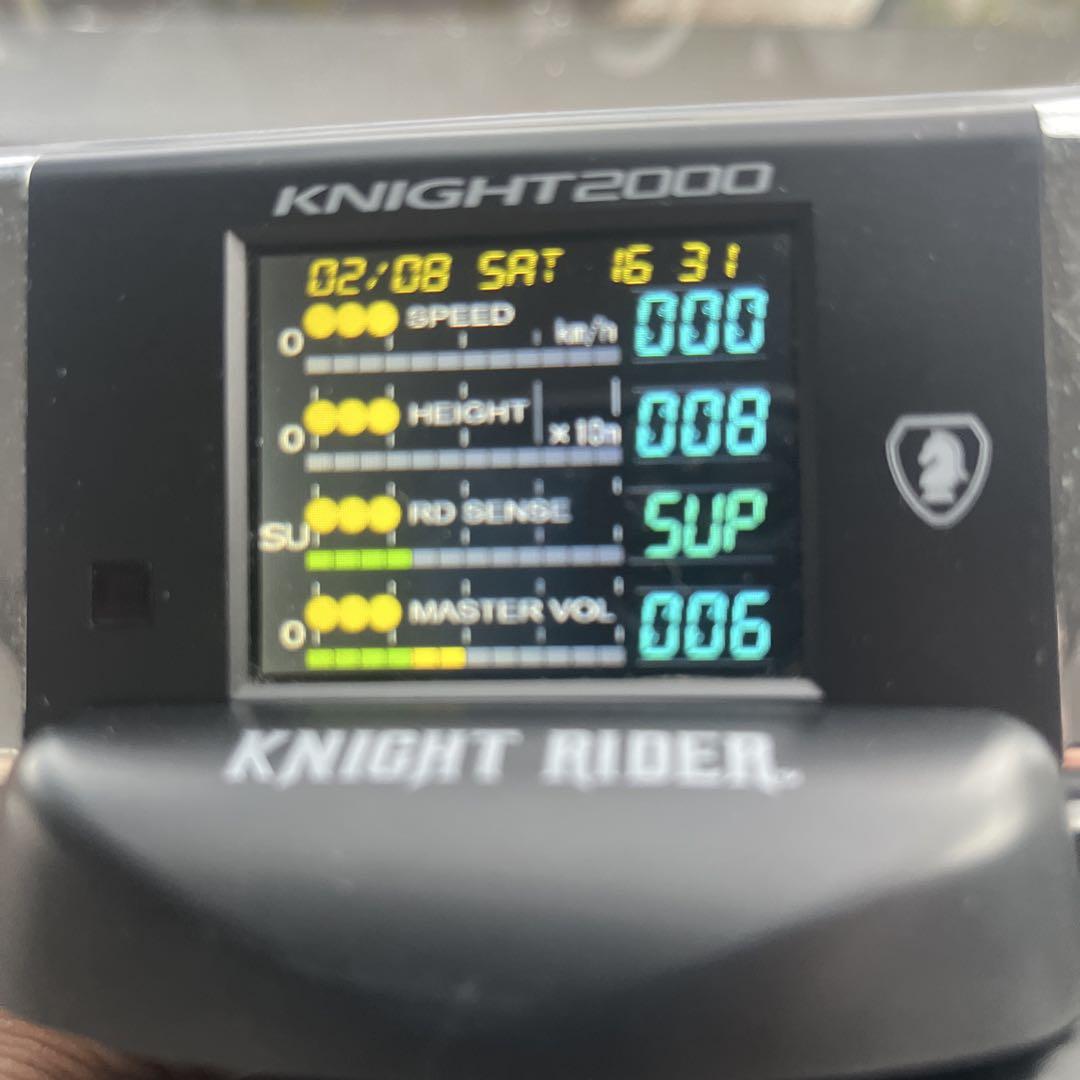 KNIGHT2000
02/08 SAT 16 31
0 SPEED km/h 000
0 HEIGHT ×10m 008
SU RD SENSE SUP
0 MASTER VOL 006
KNIGHT RIDER